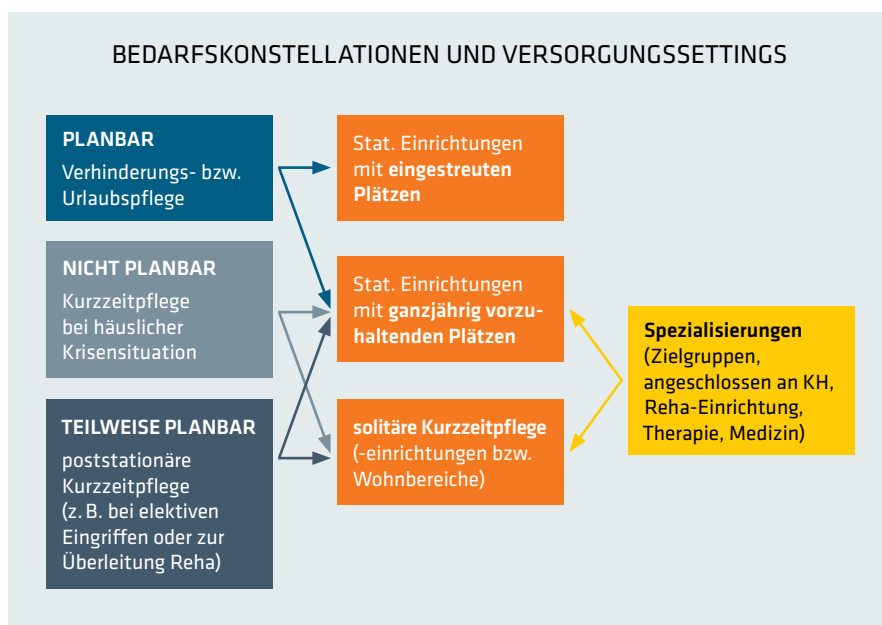 BEDARFSKONSTELLATIONEN UND VERSORGUNGSSETTINGS
PLANBAR
Verhinderungs- bzw.
Urlaubspflege
NICHT PLANBAR
Kurzzeitpflege
bei häuslicher
Krisensituation
TEILWEISE PLANBAR
poststationäre
Kurzzeitpflege
(z. B. bei elektiven
Eingriffen oder zur
Überleitung Reha)
Stat. Einrichtungen
mit eingestreuten
Plätzen
Stat. Einrichtungen
mit ganzjährig vorzu-
haltenden Plätzen
solitäre Kurzzeitpflege
(-einrichtungen bzw.
Wohnbereiche)
Spezialisierungen
(Zielgruppen,
angeschlossen an KH,
Reha-Einrichtung,
Therapie, Medizin)